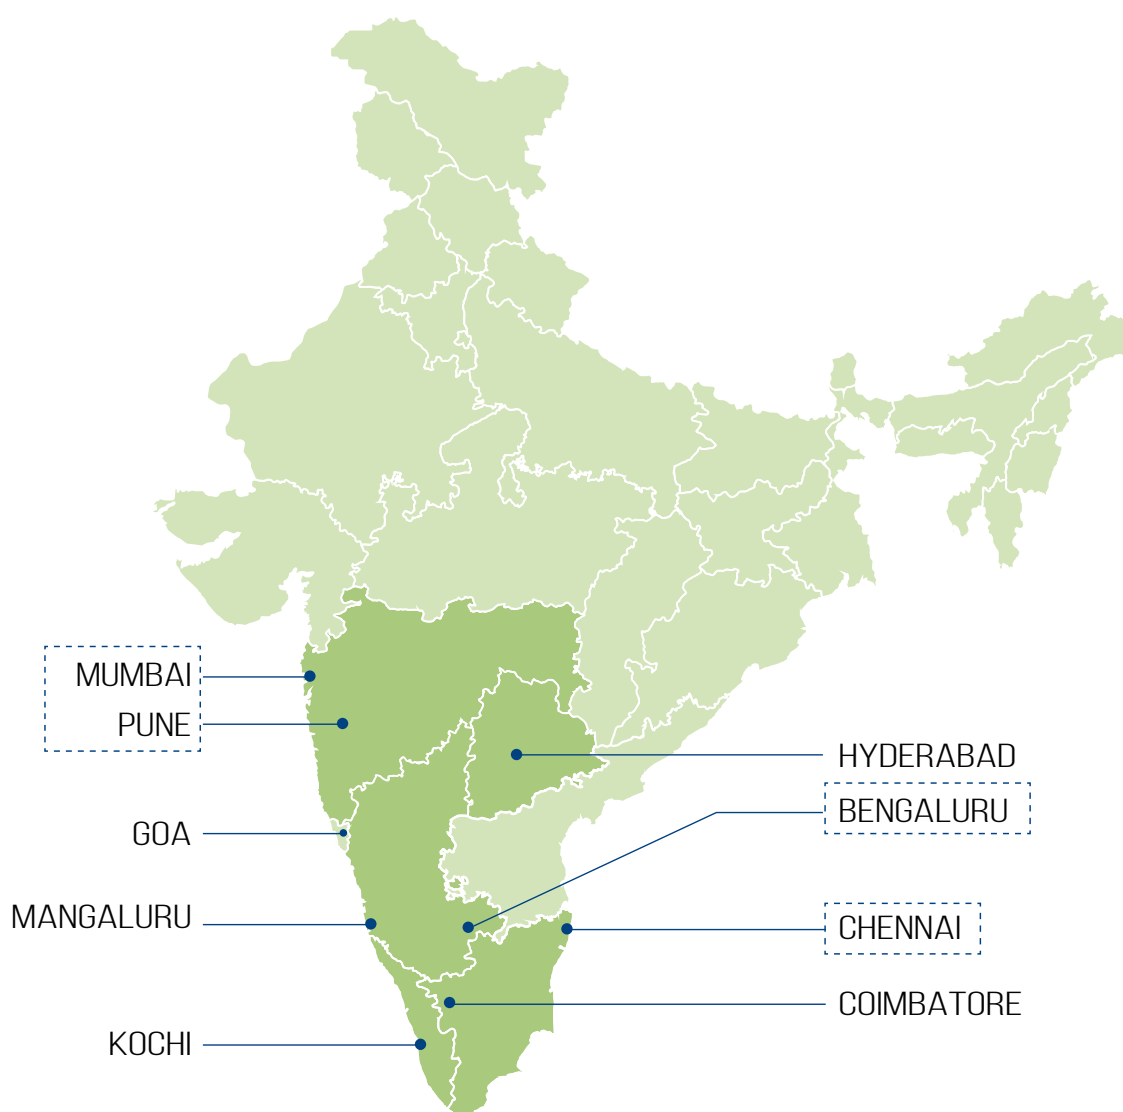 MUMBAI
PUNE
HYDERABAD
BENGALURU
GOA
MANGALURU
CHENNAI
COIMBATORE
KOCHI